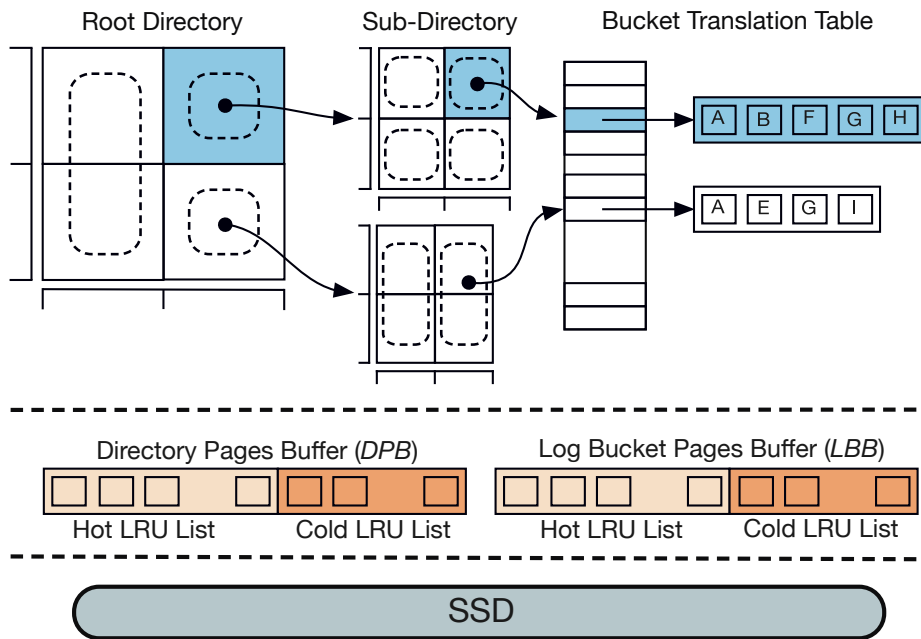 Root Directory
Sub-Directory
Bucket Translation Table
A B F G H
A E G I
Directory Pages Buffer (DPB)
Log Bucket Pages Buffer (LBB)
Hot LRU List
Cold LRU List
Hot LRU List
Cold LRU List
SSD